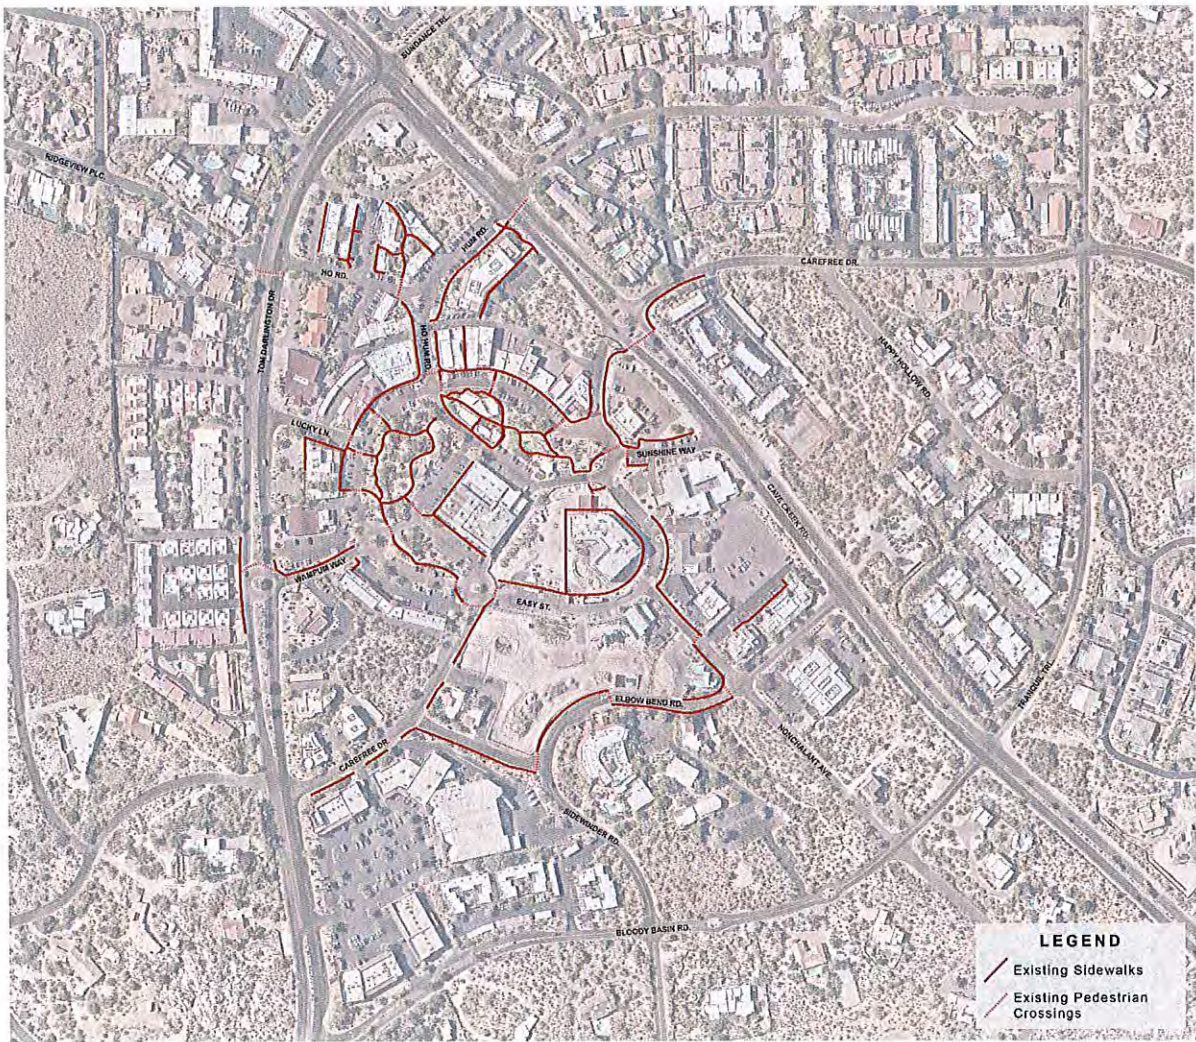 SUNDANCE TRL.
RIDGEVIEW PLC.
HUM RD.
CAREFREE DR.
HO RD.
TOM DARLINGTON DR
HO HUM RD.
HAPPY HOLLOW RD.
LUCKY LN.
SUNSHINE WAY
CAVE CREEK RD.
WAMPUM WAY
EASY ST.
TRANQUIL TRL.
ELBOW BEND RD.
NONCHALANT AVE.
CAREFREE DR.
SIDEWINDER RD.
BLOODY BASIN RD.
LEGEND
Existing Sidewalks
Existing Pedestrian
Crossings